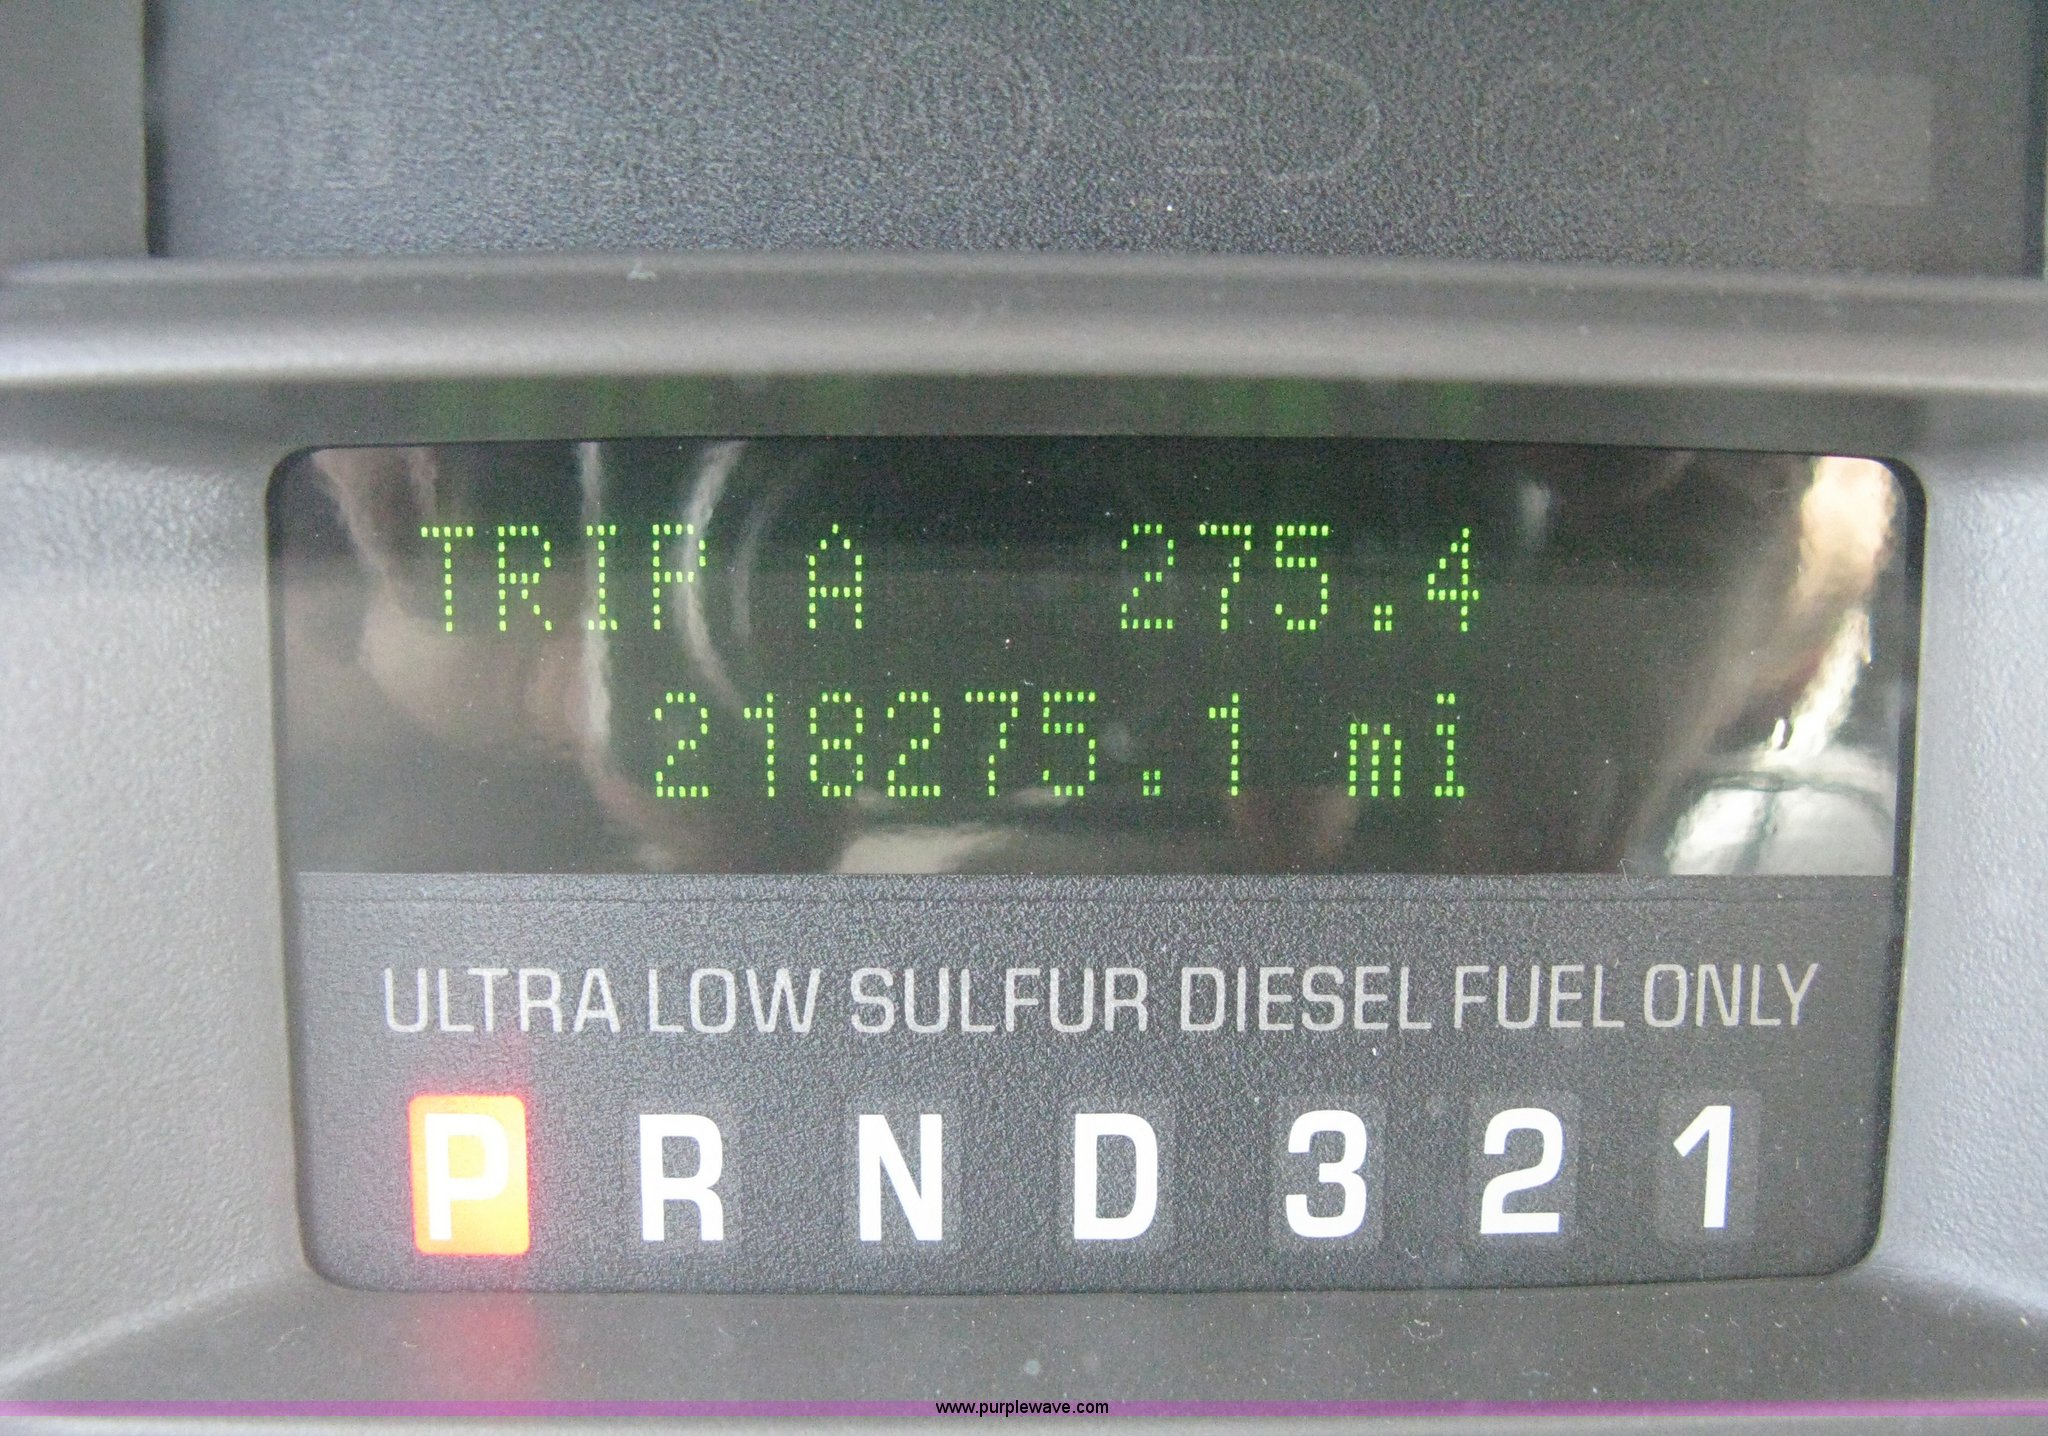 TRIP A 275.4
218275.1 mi
ULTRA LOW SULFUR DIESEL FUEL ONLY
P R N D 3 2 1
www.purplewave.com